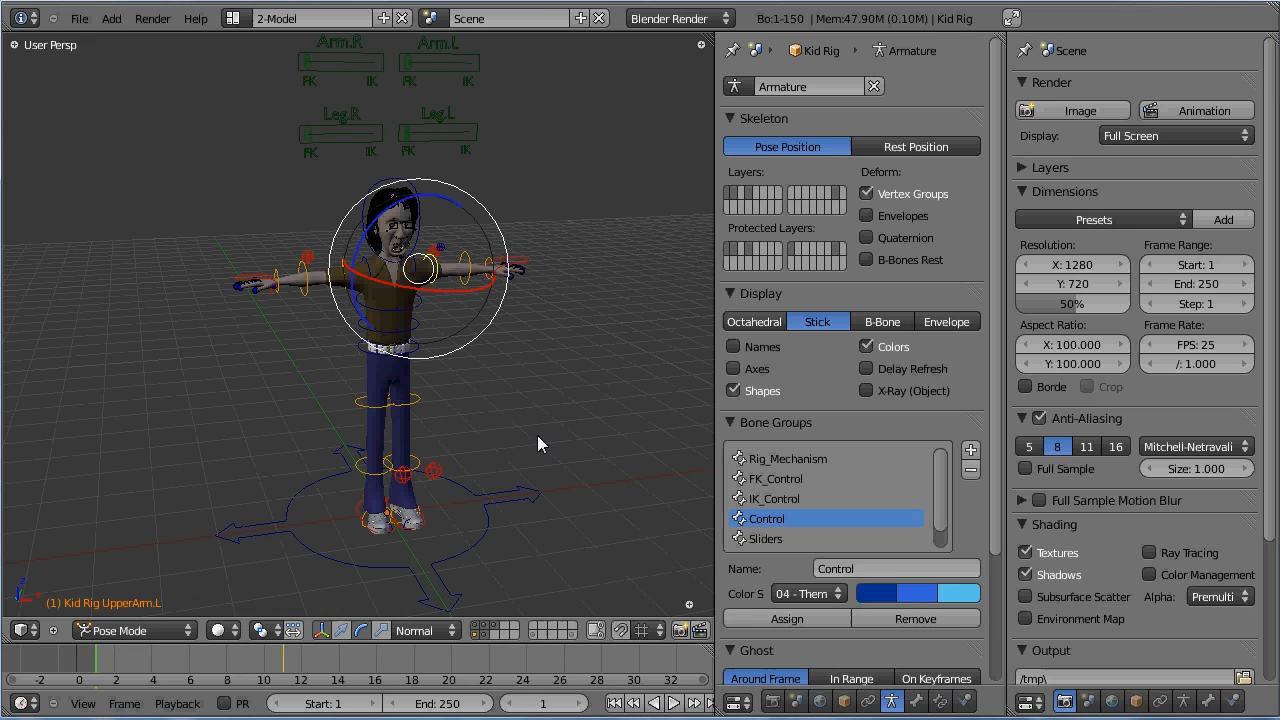 File Add Render Help 2-Model Scene Blender Render Bo:1-150 | Mem:47.90M (0.10M) | Kid Rig
User Persp
Arm.R Arm.L
FK IK FK IK
Leg.R Leg.L
FK IK FK IK
(1) Kid Rig UpperArm.L
Pose Mode Normal
-2 0 2 4 6 8 10 12 14 16 18 20 22 24 26 28 30 32
View Frame Playback PR Start: 1 End: 250 1
Kid Rig Armature
Armature
Skeleton
Pose Position Rest Position
Layers: Deform:
Vertex Groups
Envelopes
Protected Layers: Quaternion
B-Bones Rest
Display
Octahedral Stick B-Bone Envelope
Names Colors
Axes Delay Refresh
Shapes X-Ray (Object)
Bone Groups
Rig_Mechanism
FK_Control
IK_Control
Control
Sliders
Name: Control
Color S 04 - Them
Assign Remove
Ghost
Around Frame In Range On Keyframes
Scene
Render
Image Animation
Display: Full Screen
Layers
Dimensions
Presets Add
Resolution: Frame Range:
X: 1280 Start: 1
Y: 720 End: 250
50% Step: 1
Aspect Ratio: Frame Rate:
X: 100.000 FPS: 25
Y: 100.000 /: 1.000
Borde Crop
Anti-Aliasing
5 8 11 16 Mitchell-Netravali
Full Sample Size: 1.000
Full Sample Motion Blur
Shading
Textures Ray Tracing
Shadows Color Management
Subsurface Scatter Alpha: Premulti
Environment Map
Output
/tmp\